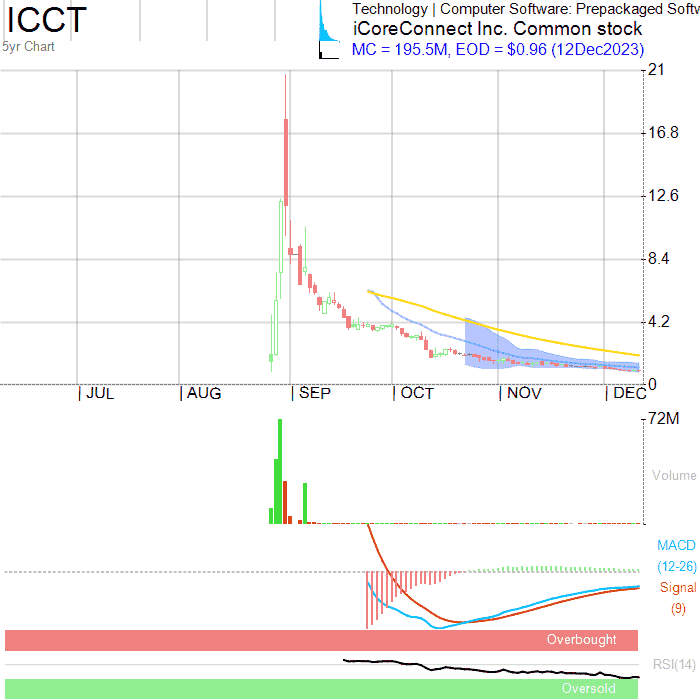 ICCT
5yr Chart
Technology | Computer Software: Prepackaged Softw
iCoreConnect Inc. Common stock
MC = 195.5M, EOD = $0.96 (12Dec2023)
21
16.8
12.6
8.4
4.2
0
JUL
AUG
SEP
OCT
NOV
DEC
72M
Volume
MACD
(12-26)
Signal
(9)
Overbought
RSI(14)
Oversold